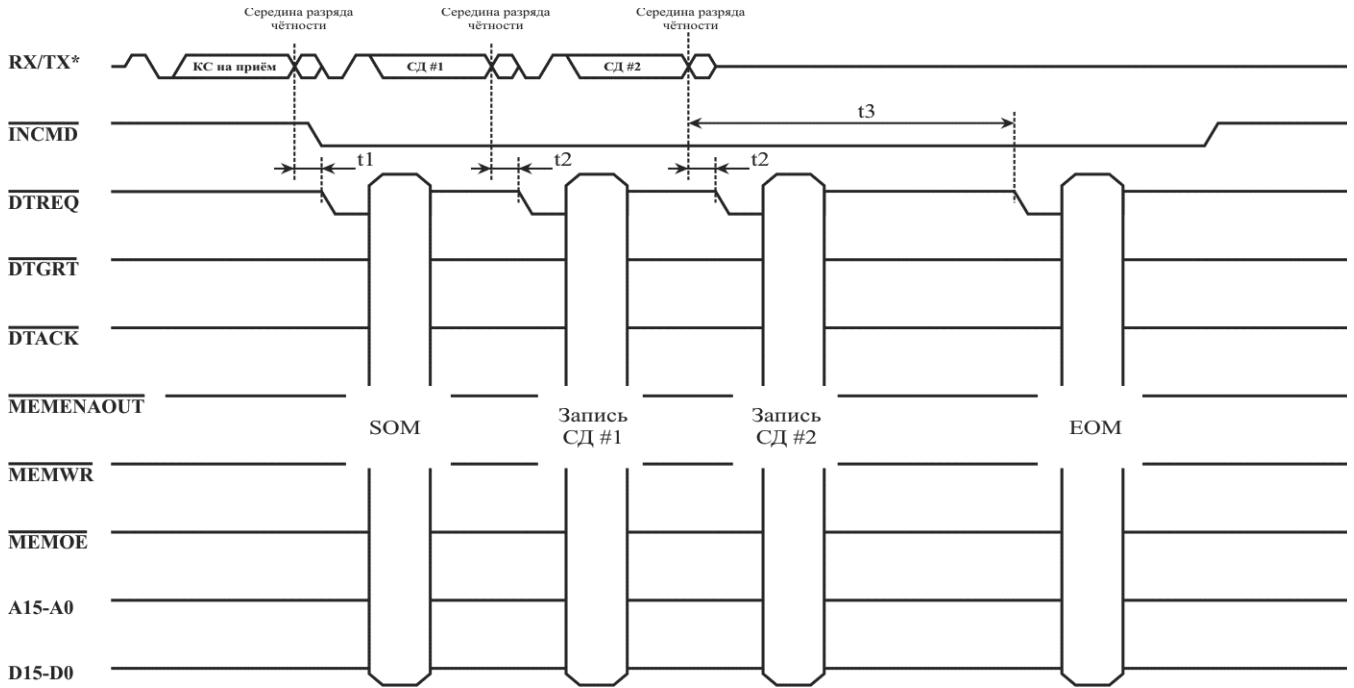 Середина разряда
чётности
Середина разряда
чётности
Середина разряда
чётности
RX/TX*
КС на приём
СД #1
СД #2
INCMD
t3
t1
t2
t2
DTREQ
DTGRT
DTACK
MEMENAOUT
SOM
Запись
СД #1
Запись
СД #2
EOM
MEMWR
MEMOE
A15-A0
D15-D0